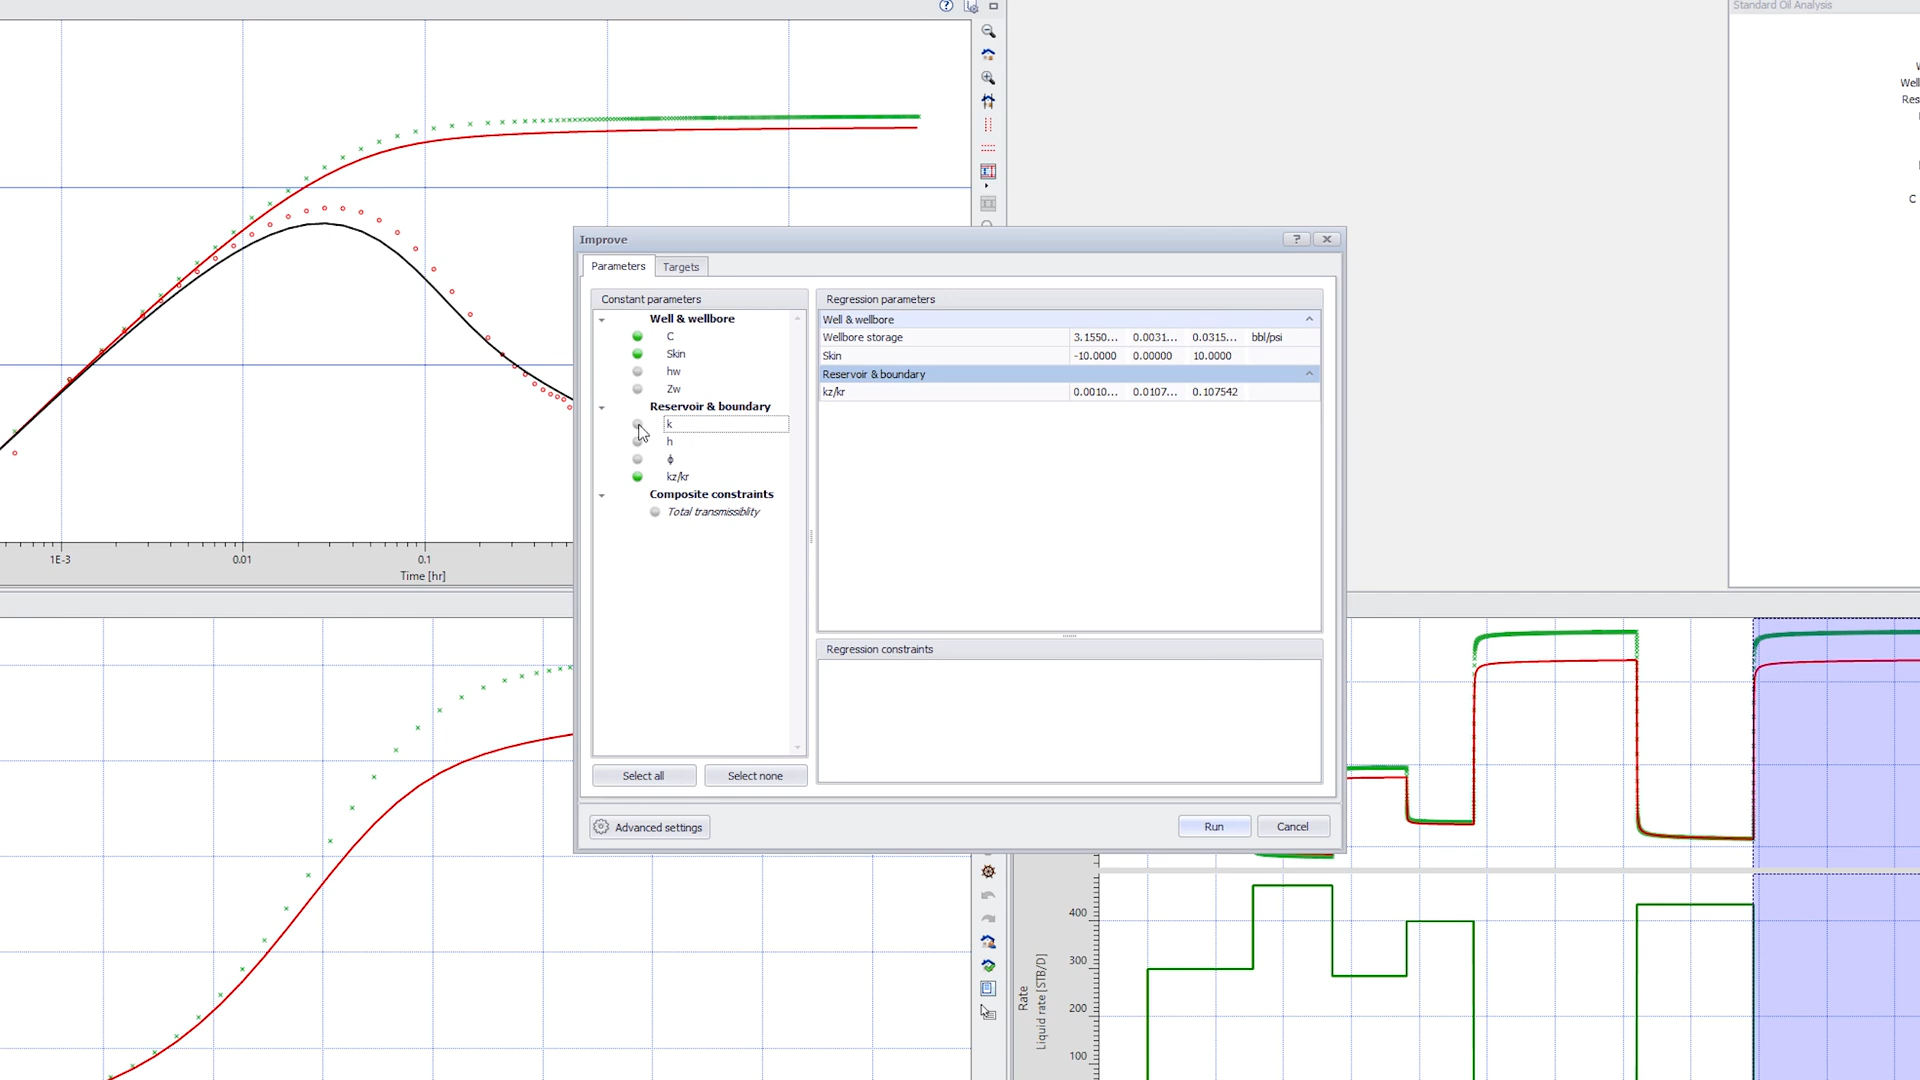 Standard Oil Analysis
Well
Res
C
Improve
Parameters
Targets
Constant parameters
Regression parameters
Well & wellbore
C
Skin
hw
Zw
Reservoir & boundary
k
h
ϕ
kz/kr
Composite constraints
Total transmissiblity
Well & wellbore
Wellbore storage 3.1550... 0.0031... 0.0315... bbl/psi
Skin -10.0000 0.00000 10.0000
Reservoir & boundary
kz/kr 0.0010... 0.0107... 0.107542
Regression constraints
Select all
Select none
Advanced settings
Run
Cancel
1E-3
0.01
0.1
Time [hr]
400
300
200
100
Rate
Liquid rate [STB/D]